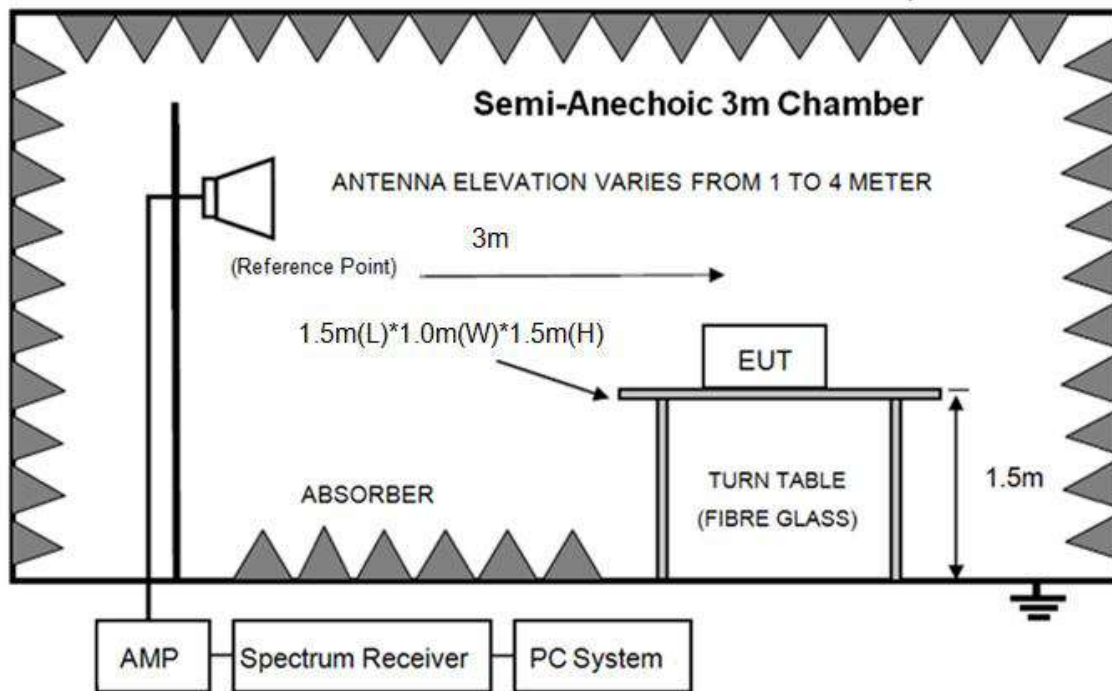 Semi-Anechoic 3m Chamber
ANTENNA ELEVATION VARIES FROM 1 TO 4 METER
3m
(Reference Point)
1.5m(L)*1.0m(W)*1.5m(H)
EUT
ABSORBER
TURN TABLE
(FIBRE GLASS)
1.5m
AMP
Spectrum Receiver
PC System